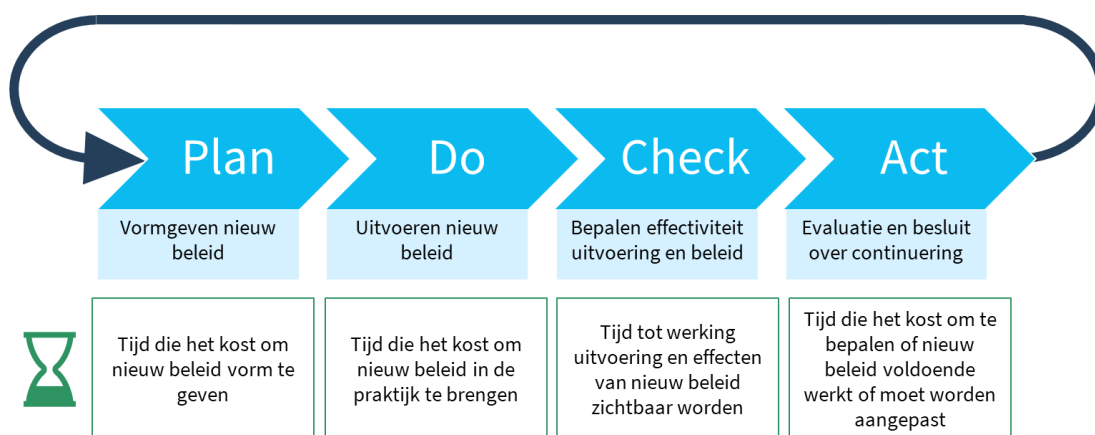 Plan
Do
Check
Act
Vormgeven nieuw
beleid
Uitvoeren nieuw
beleid
Bepalen effectiviteit
uitvoering en beleid
Evaluatie en besluit
over continuering
Tijd die het kost om
nieuw beleid vorm te
geven
Tijd die het kost om
nieuw beleid in de
praktijk te brengen
Tijd tot werking
uitvoering en effecten
van nieuw beleid
zichtbaar worden
Tijd die het kost om te
bepalen of nieuw
beleid voldoende
werkt of moet worden
aangepast